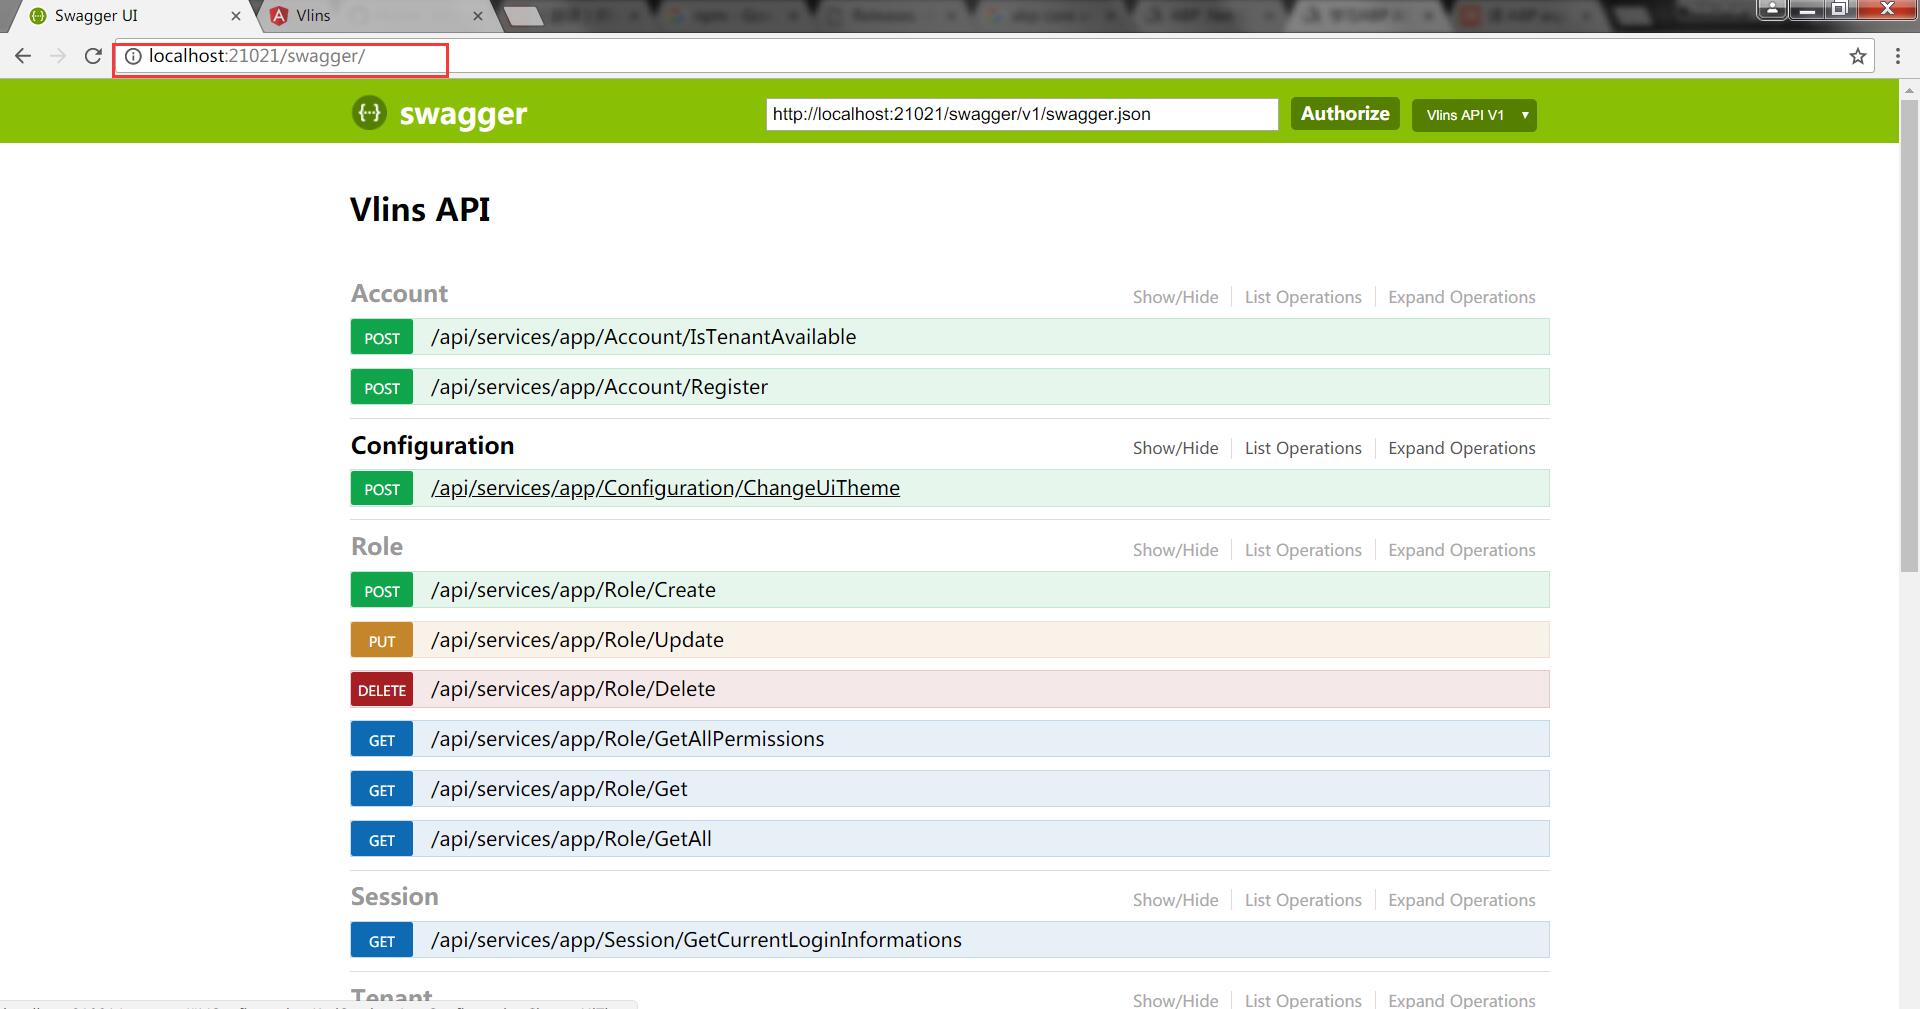 Swagger UI
Vlins
localhost:21021/swagger/
swagger
http://localhost:21021/swagger/v1/swagger.json
Authorize
Vlins API V1
Vlins API
Account
Show/Hide
List Operations
Expand Operations
POST
/api/services/app/Account/IsTenantAvailable
POST
/api/services/app/Account/Register
Configuration
Show/Hide
List Operations
Expand Operations
POST
/api/services/app/Configuration/ChangeUiTheme
Role
Show/Hide
List Operations
Expand Operations
POST
/api/services/app/Role/Create
PUT
/api/services/app/Role/Update
DELETE
/api/services/app/Role/Delete
GET
/api/services/app/Role/GetAllPermissions
GET
/api/services/app/Role/Get
GET
/api/services/app/Role/GetAll
Session
Show/Hide
List Operations
Expand Operations
GET
/api/services/app/Session/GetCurrentLoginInformations
Tenant
Show/Hide
List Operations
Expand Operations